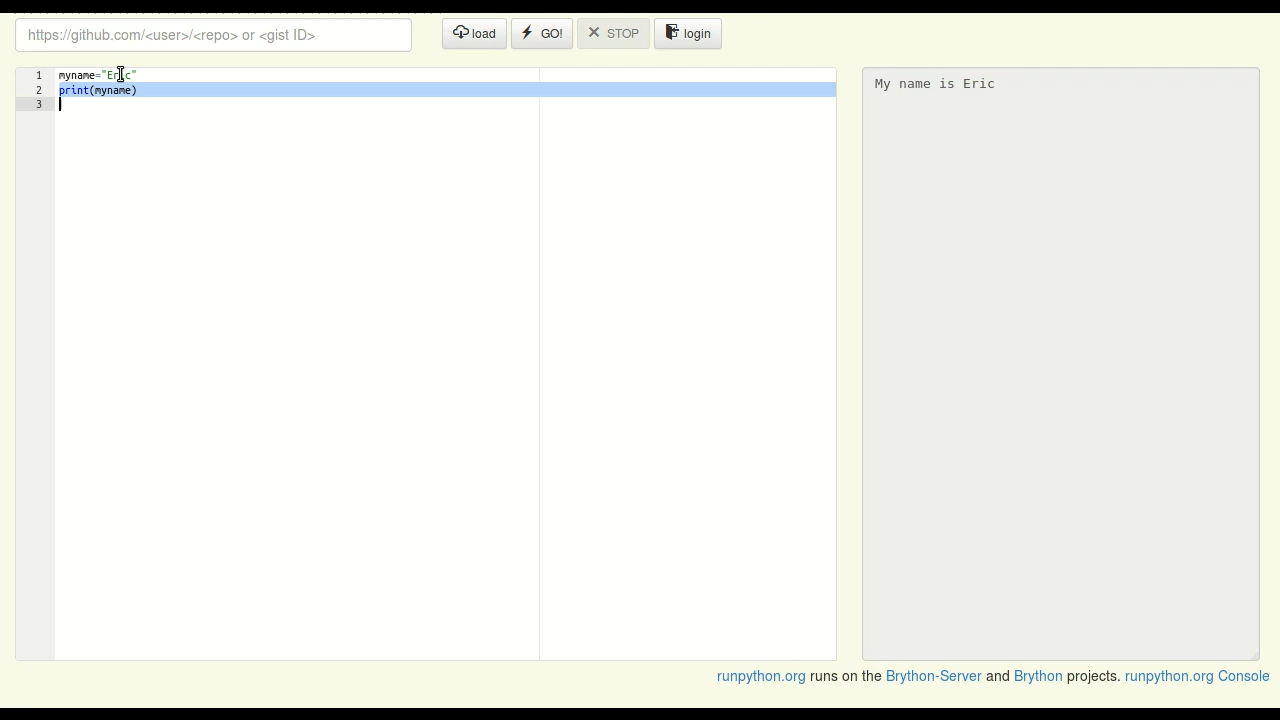 https://github.com/<user>/<repo> or <gist ID>
load
GO!
STOP
login
1 myname="Eric"
2 print(myname)
3
My name is Eric
runpython.org runs on the Brython-Server and Brython projects. runpython.org Console